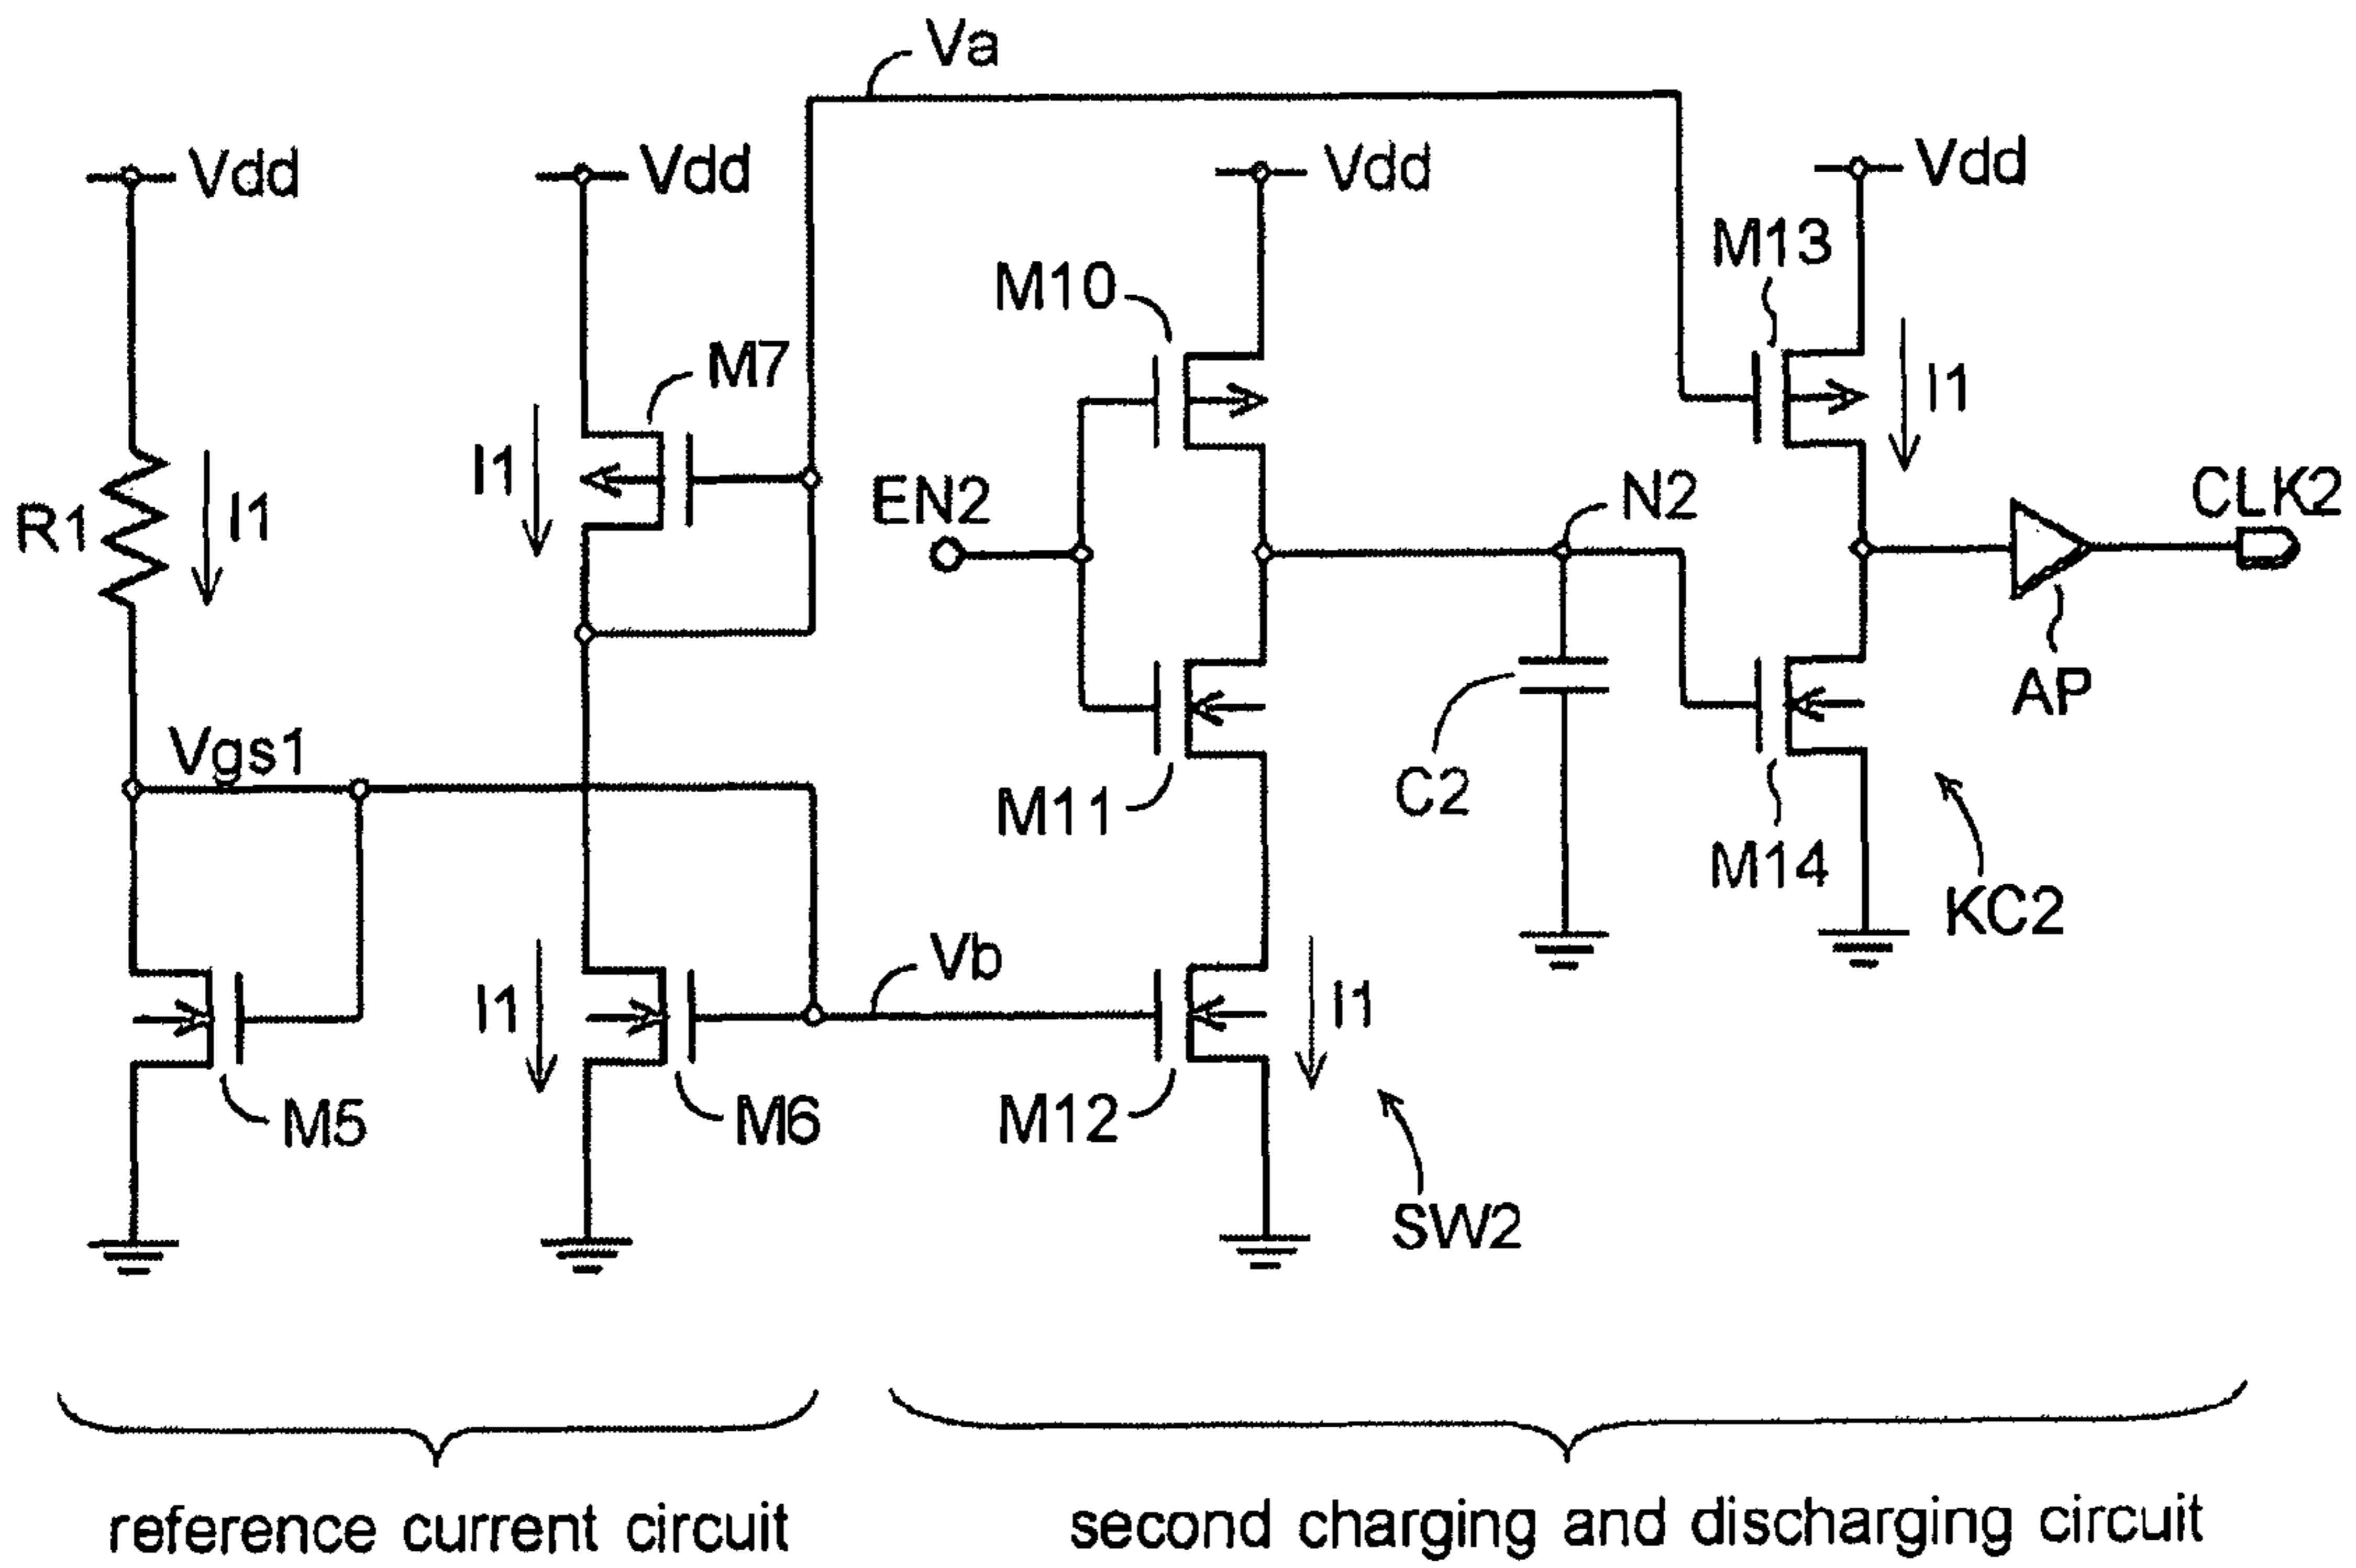 Va
Vdd
Vdd
Vdd
Vdd
M13
M10
M7
I1
I1
EN2
N2
CLK2
R1
I1
AP
Vgs1
M11
C2
M14
KC2
Vb
I1
I1
M5
M6
M12
SW2
reference current circuit
second charging and discharging circuit